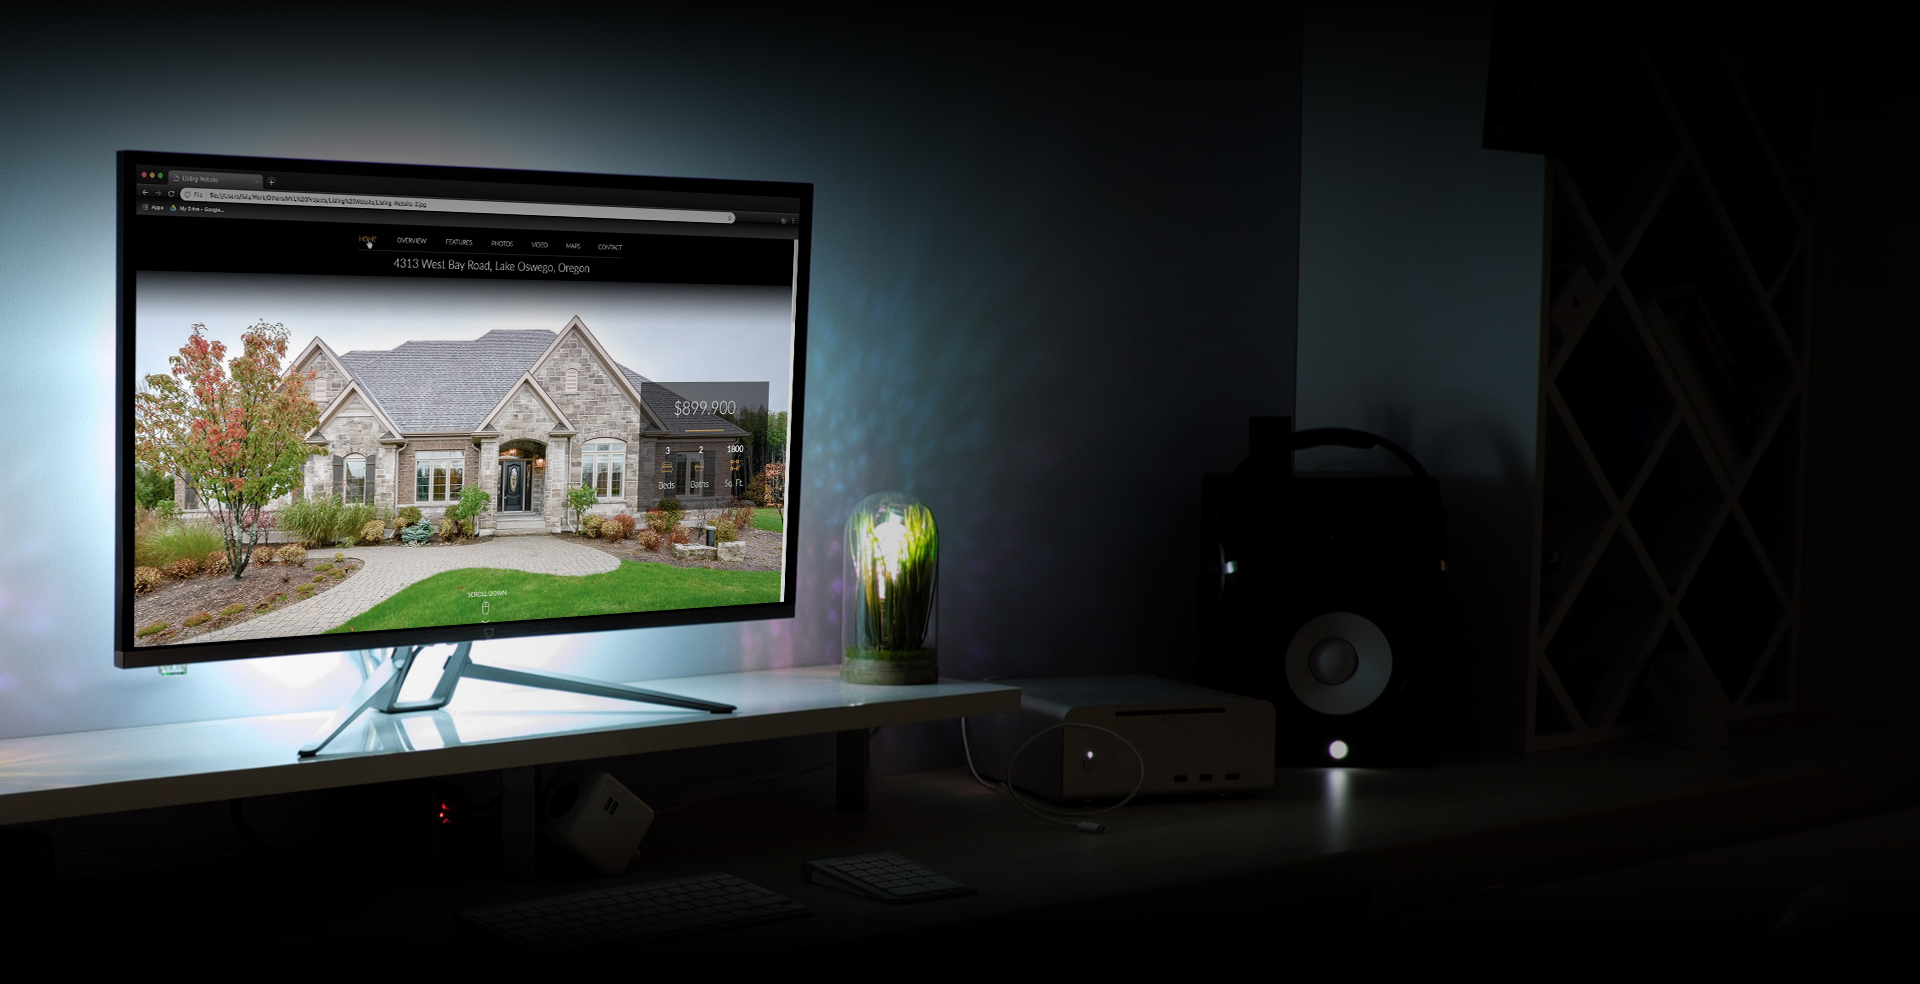 Listing Website
File
Apps My Drive - Google...
HOME OVERVIEW FEATURES PHOTOS VIDEO MAPS CONTACT
4313 West Bay Road, Lake Oswego, Oregon
$899.900
3 2 1800
Beds Baths Sq. Ft.
SCROLL DOWN